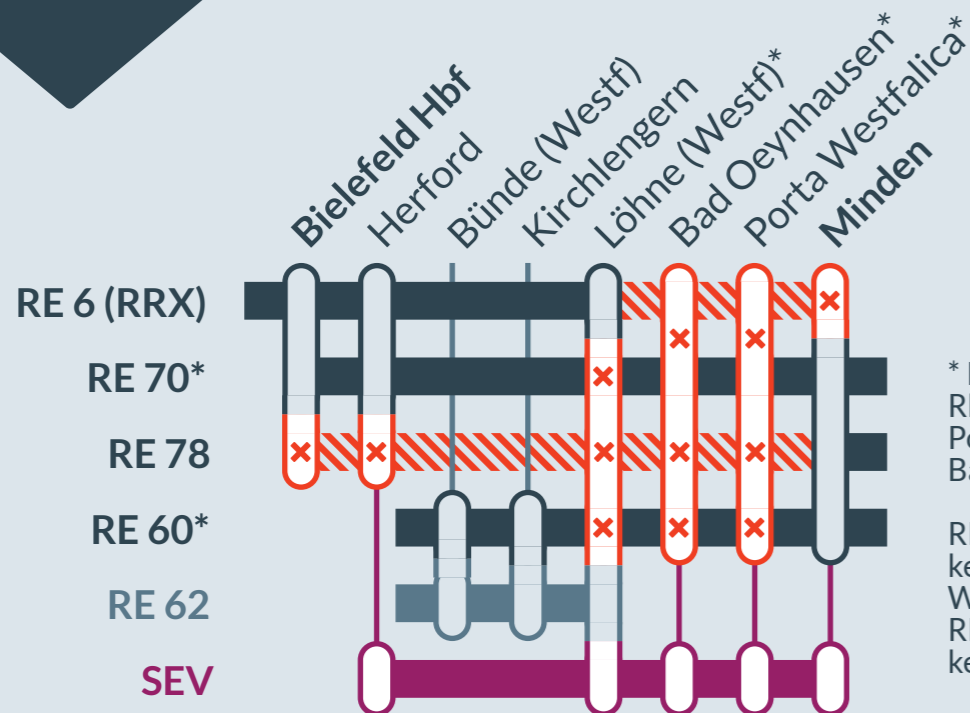 Bielefeld Hbf
Herford
Bünde (Westf)
Kirchlengern
Löhne (Westf)*
Bad Oeynhausen*
Porta Westfalica*
Minden
RE 6 (RRX)
RE 70*
RE 78
RE 60*
RE 62
SEV
*